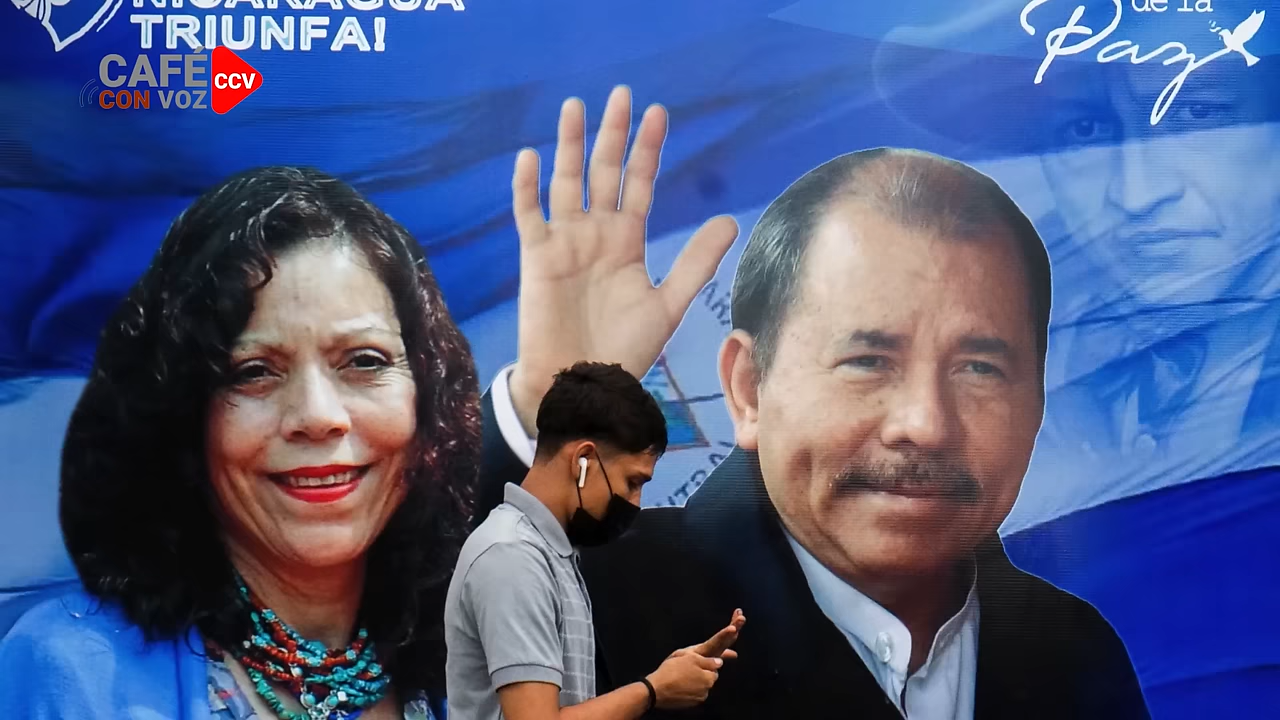 NICARAGUA
TRIUNFA!
CAFÉ
CON VOZ
CCV
de la
Paz